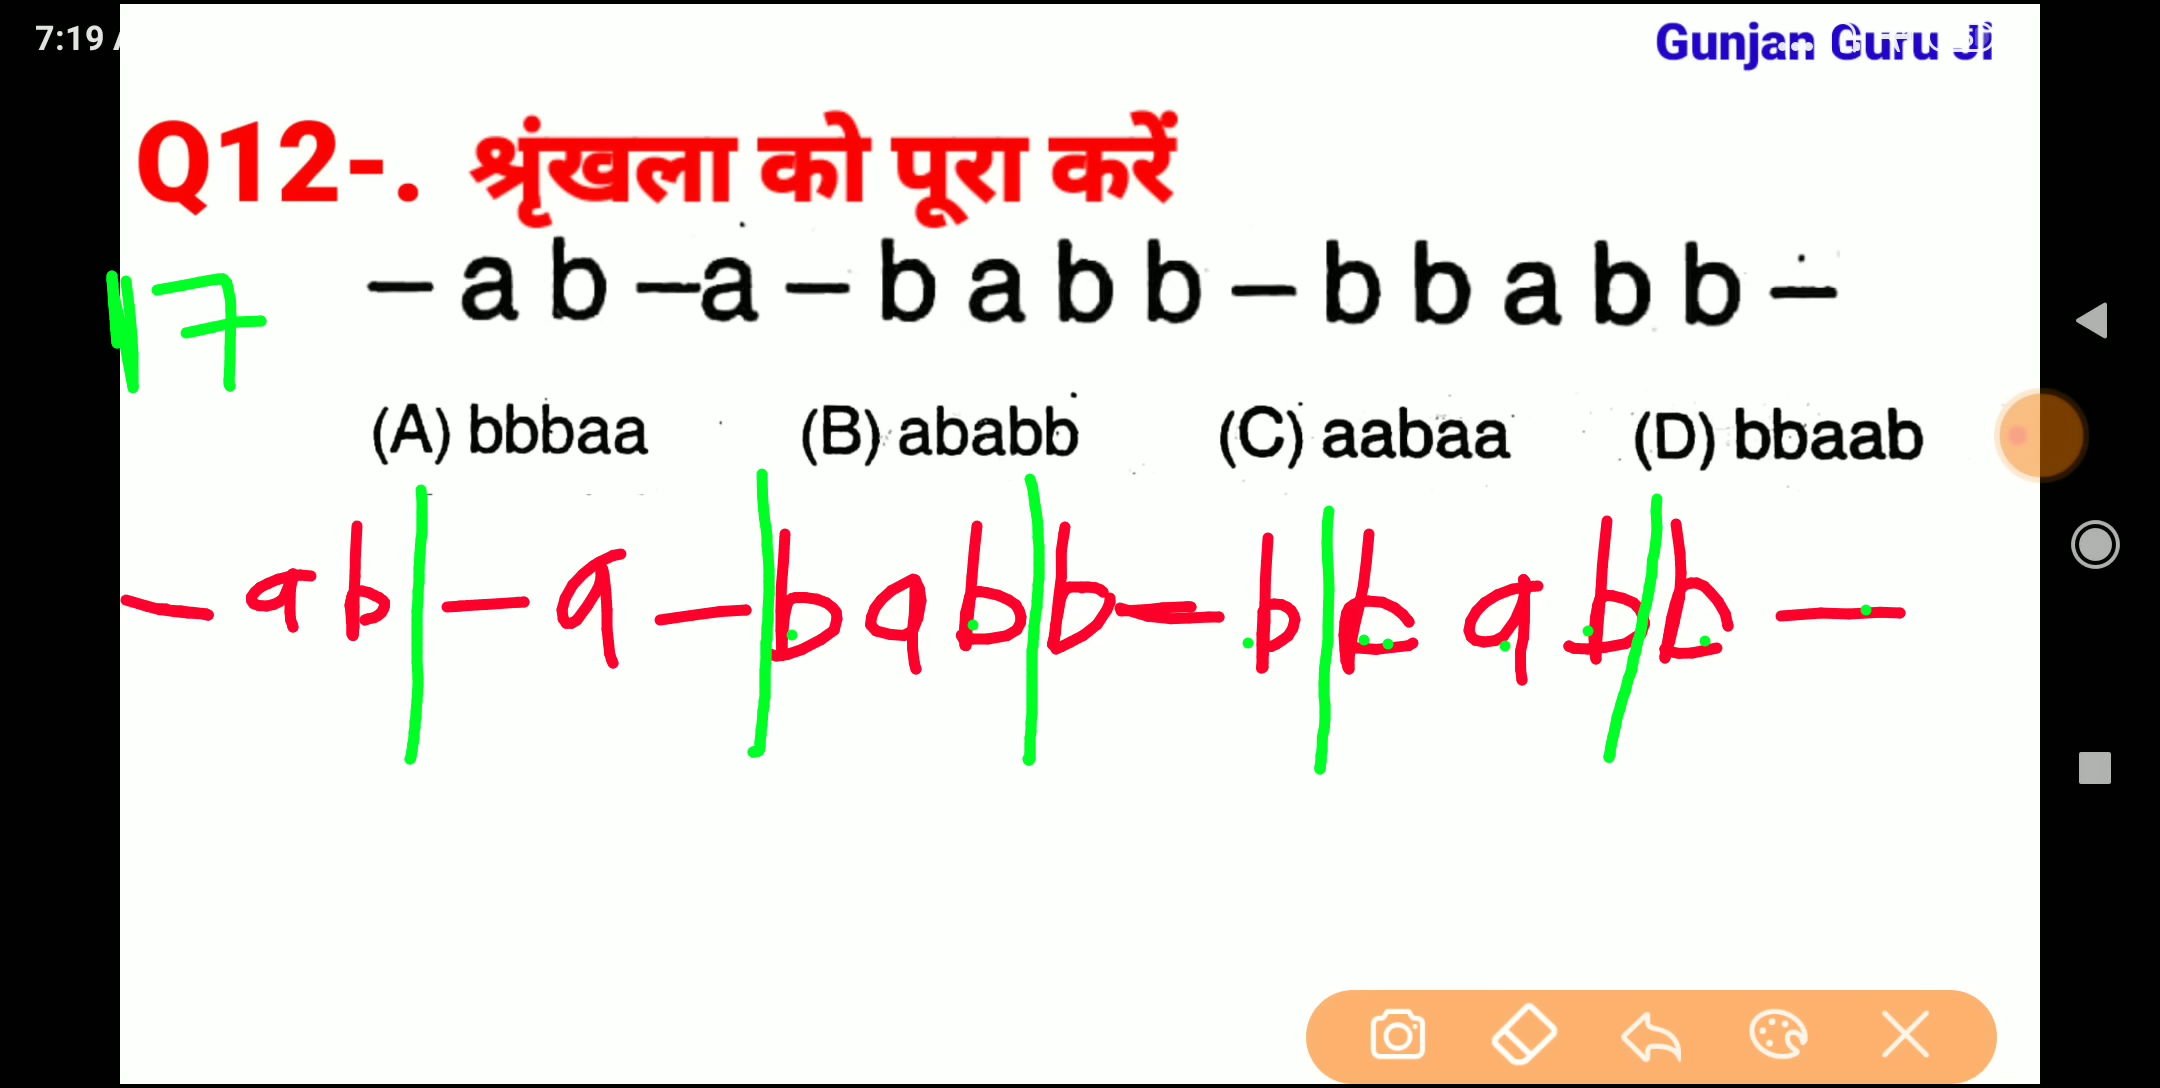 7:19
Gunjan Guru Ji
Q12-. श्रृंखला को पूरा करें
17
– a b – a – b a b b – b b a b b –
(A) bbbaa (B) ababb (C) aabaa (D) bbaab
– a b | – a – | b a b | b – b | b a b | b –